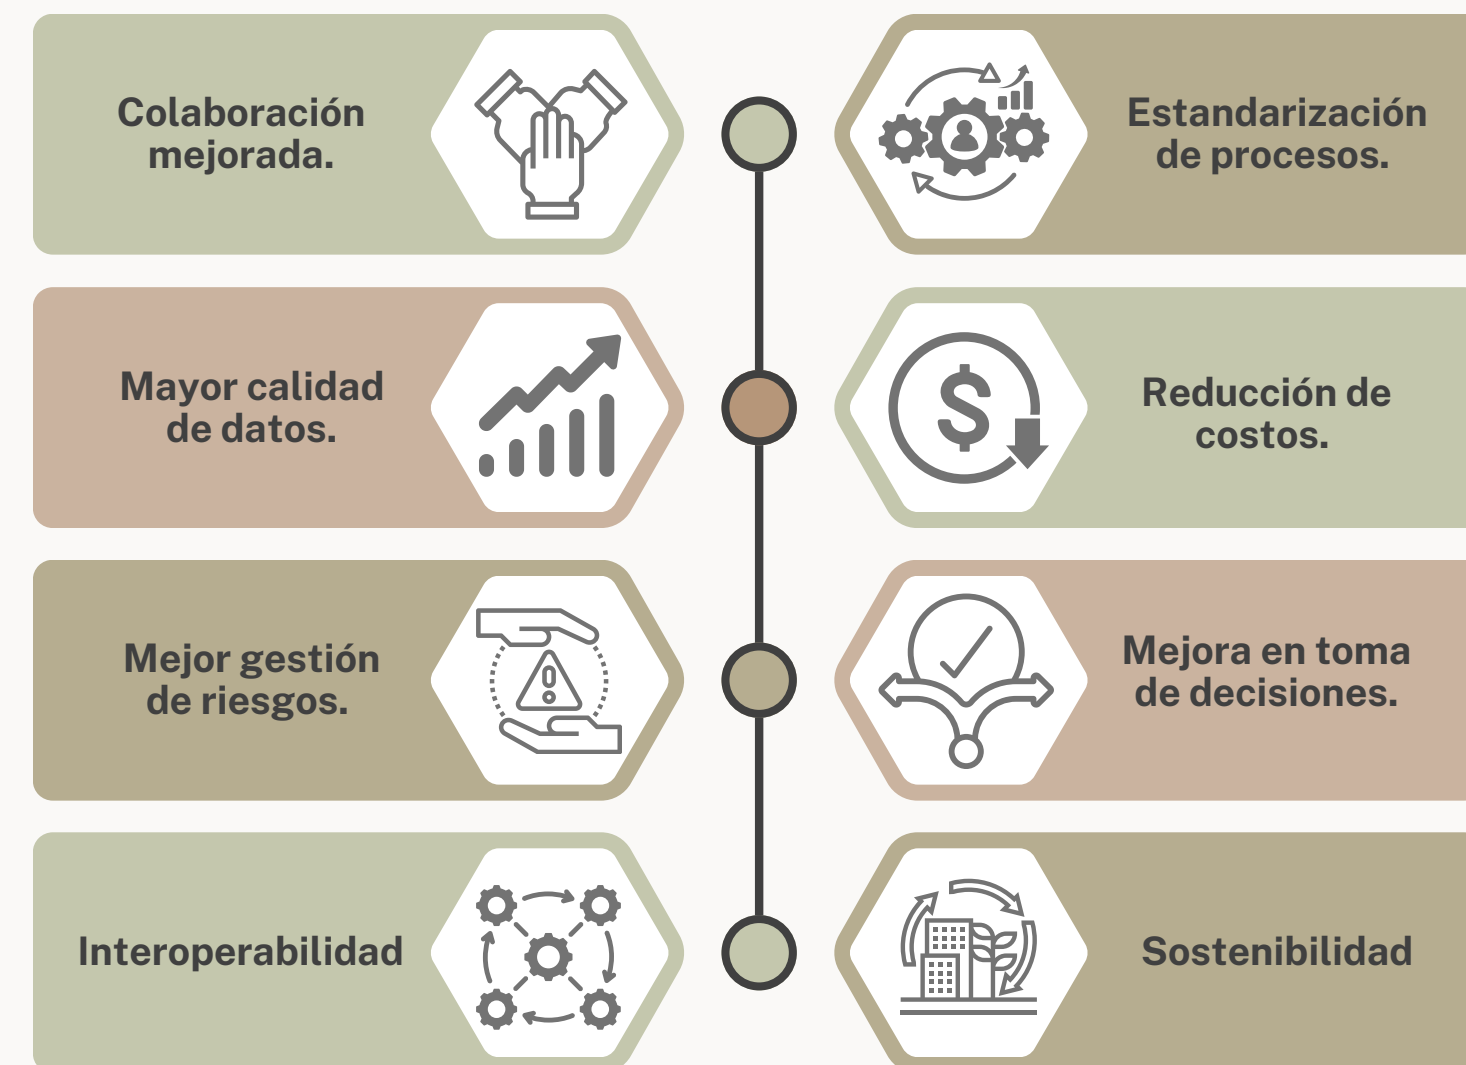 Colaboración
mejorada.
Estandarización
de procesos.
Mayor calidad
de datos.
Reducción de
costos.
Mejor gestión
de riesgos.
Mejora en toma
de decisiones.
Interoperabilidad
Sostenibilidad